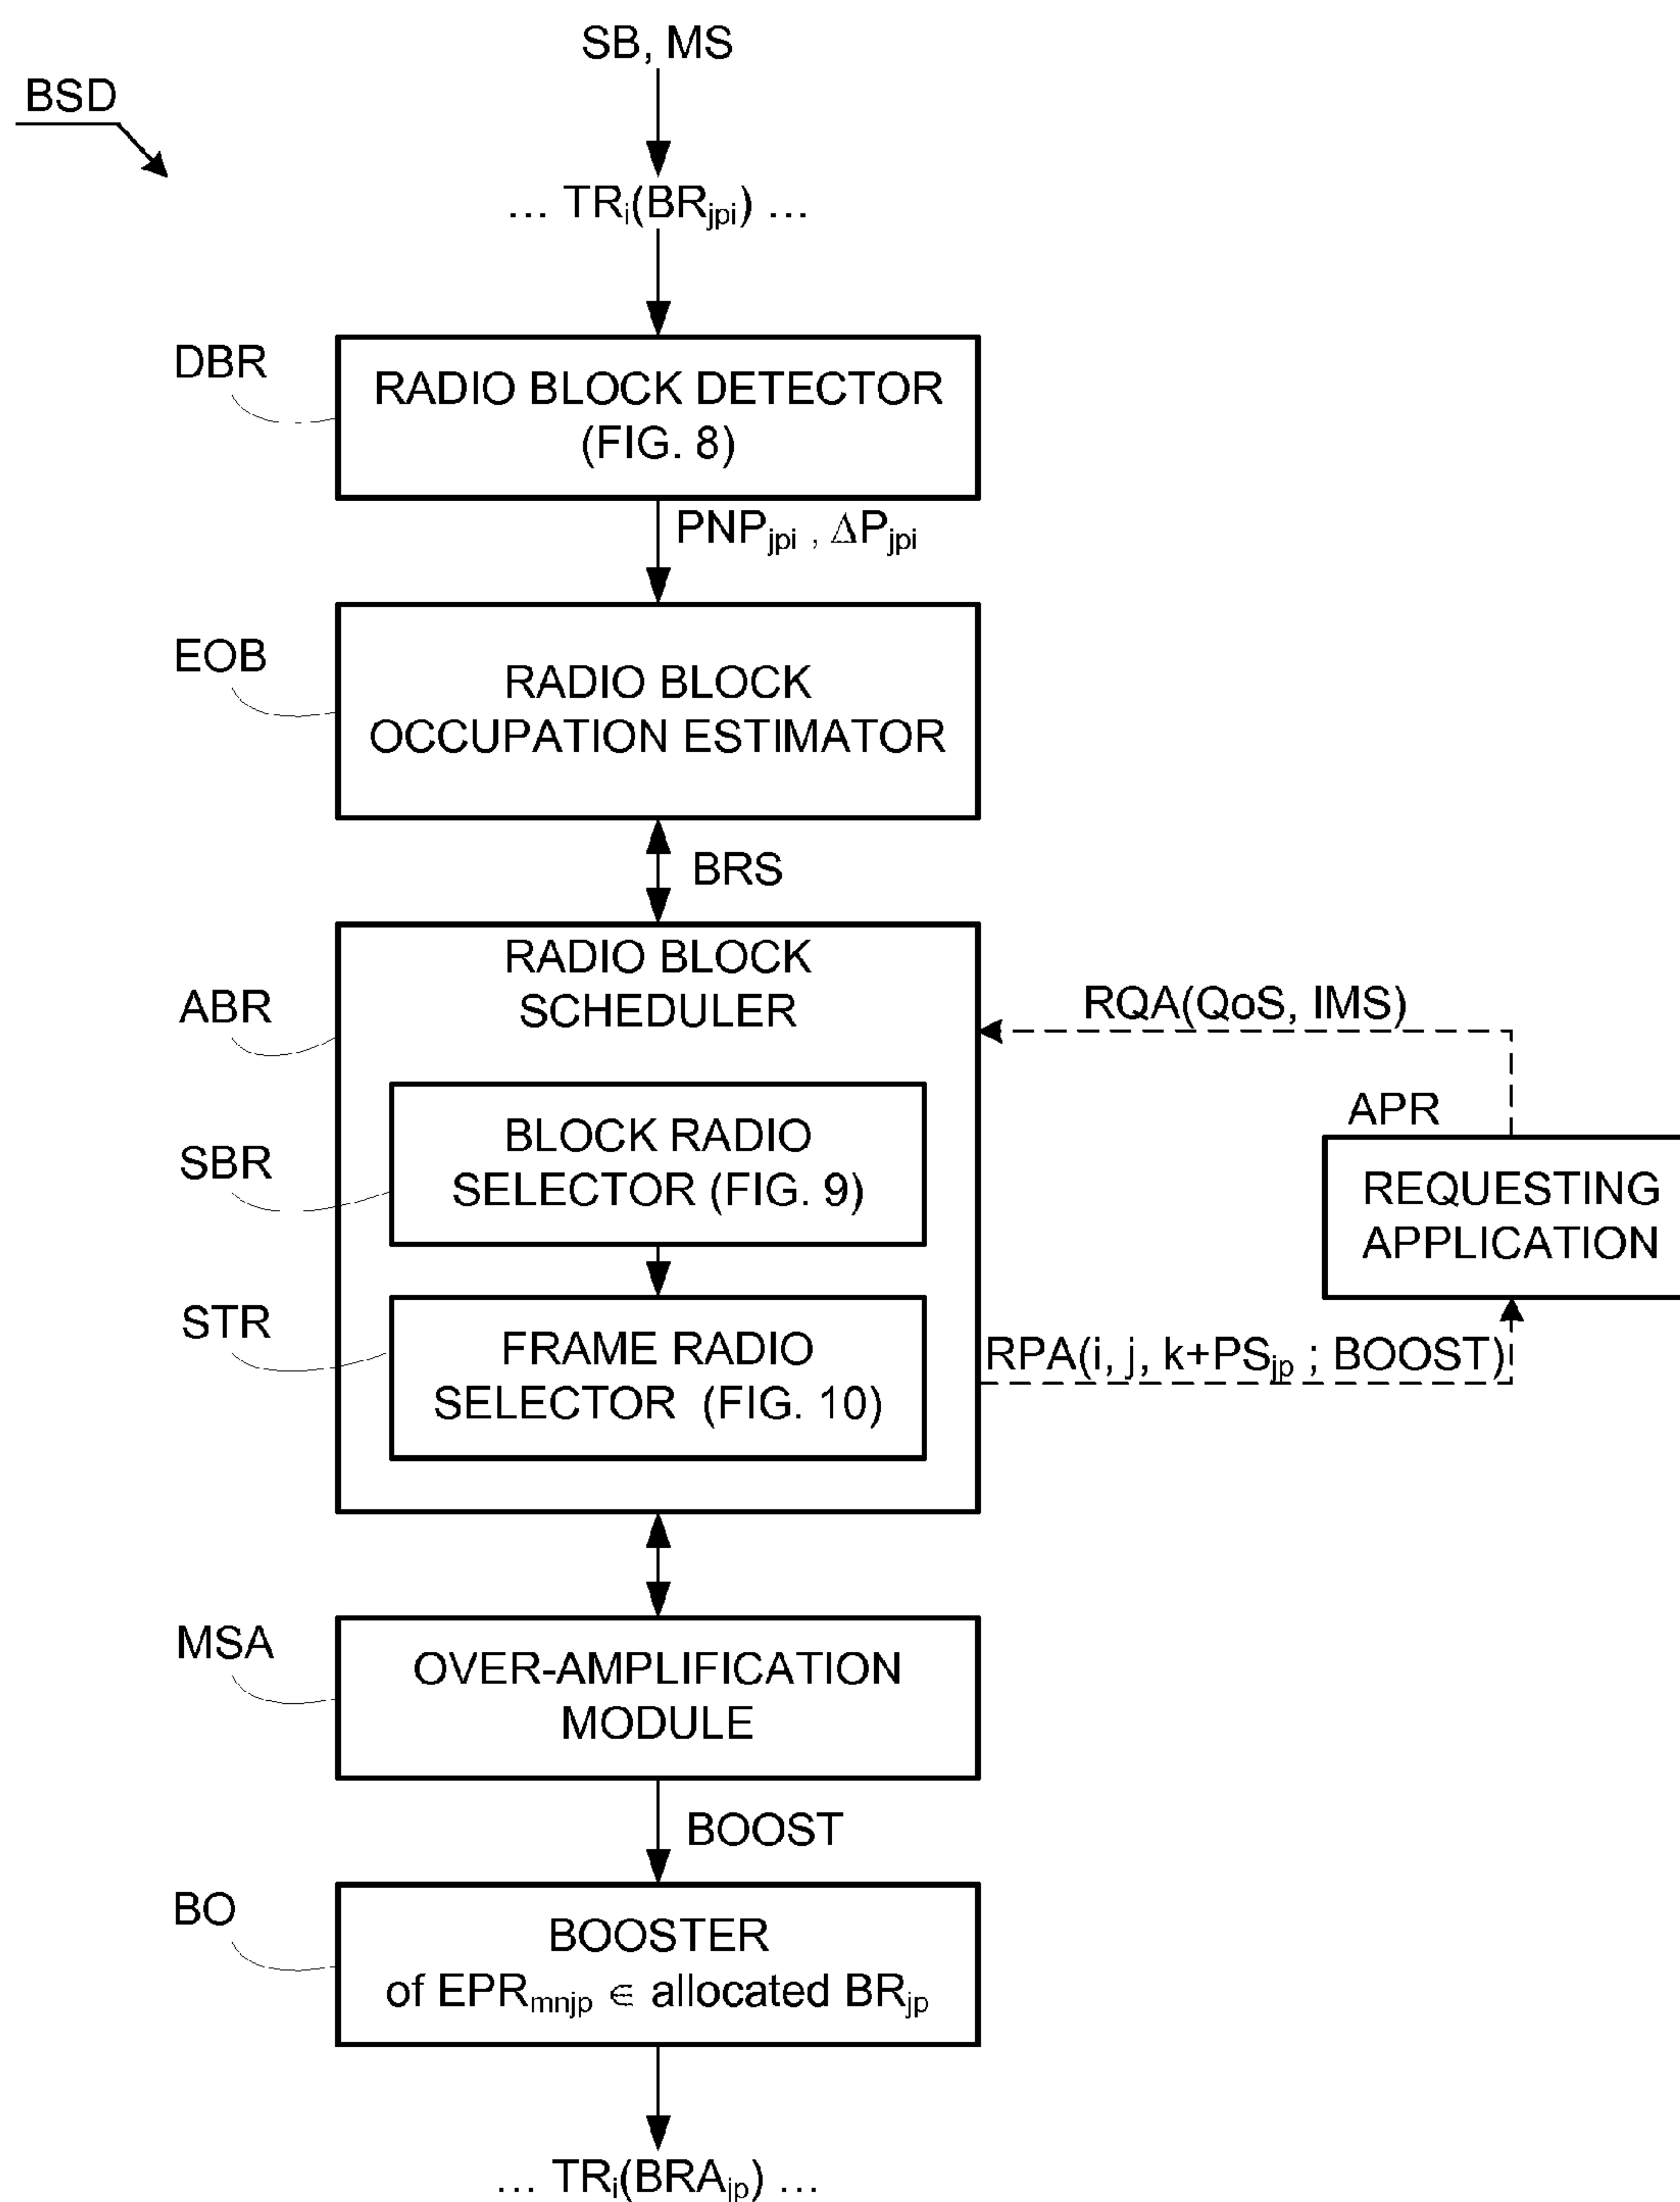 SB, MS
BSD
... TRi(BRjpi) ...
DBR
RADIO BLOCK DETECTOR
(FIG. 8)
PNPjpi , ΔPjpi
EOB
RADIO BLOCK
OCCUPATION ESTIMATOR
BRS
RADIO BLOCK
SCHEDULER
ABR
RQA(QoS, IMS)
APR
BLOCK RADIO
SELECTOR (FIG. 9)
SBR
REQUESTING
APPLICATION
STR
FRAME RADIO
SELECTOR (FIG. 10)
RPA(i, j, k+PSjp ; BOOST)
MSA
OVER-AMPLIFICATION
MODULE
BOOST
BO
BOOSTER
of EPRmnjp ∈ allocated BRjp
... TRi(BRAjp) ...